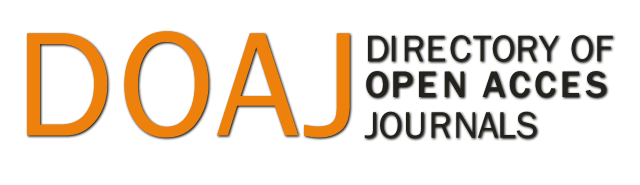 DOAJ
DIRECTORY OF
OPEN ACCES
JOURNALS